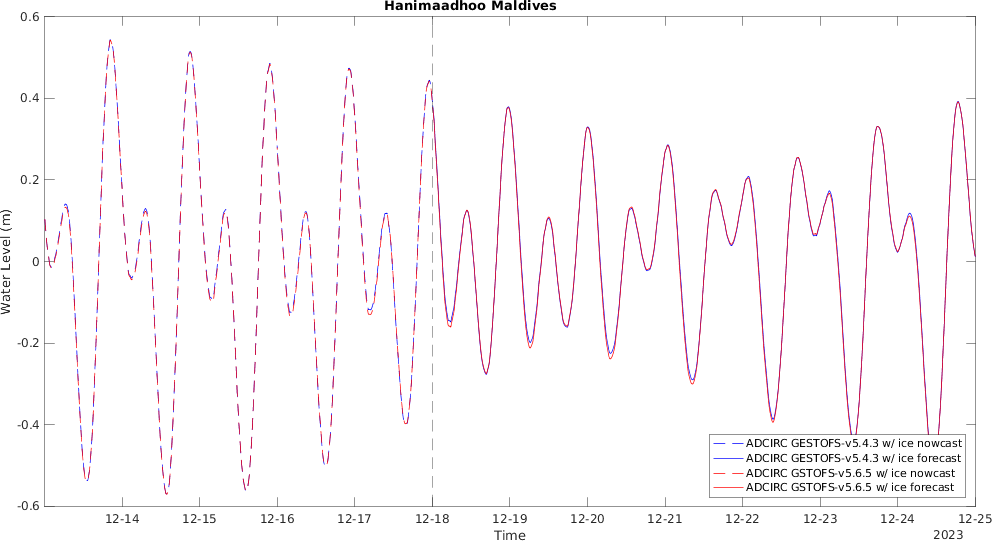 Hanimaadhoo Maldives
0.6
0.4
0.2
0
-0.2
-0.4
-0.6
Water Level (m)
12-14 12-15 12-16 12-17 12-18 12-19 12-20 12-21 12-22 12-23 12-24 12-25
Time
2023
ADCIRC GESTOFS-v5.4.3 w/ ice nowcast
ADCIRC GESTOFS-v5.4.3 w/ ice forecast
ADCIRC GSTOFS-v5.6.5 w/ ice nowcast
ADCIRC GSTOFS-v5.6.5 w/ ice forecast